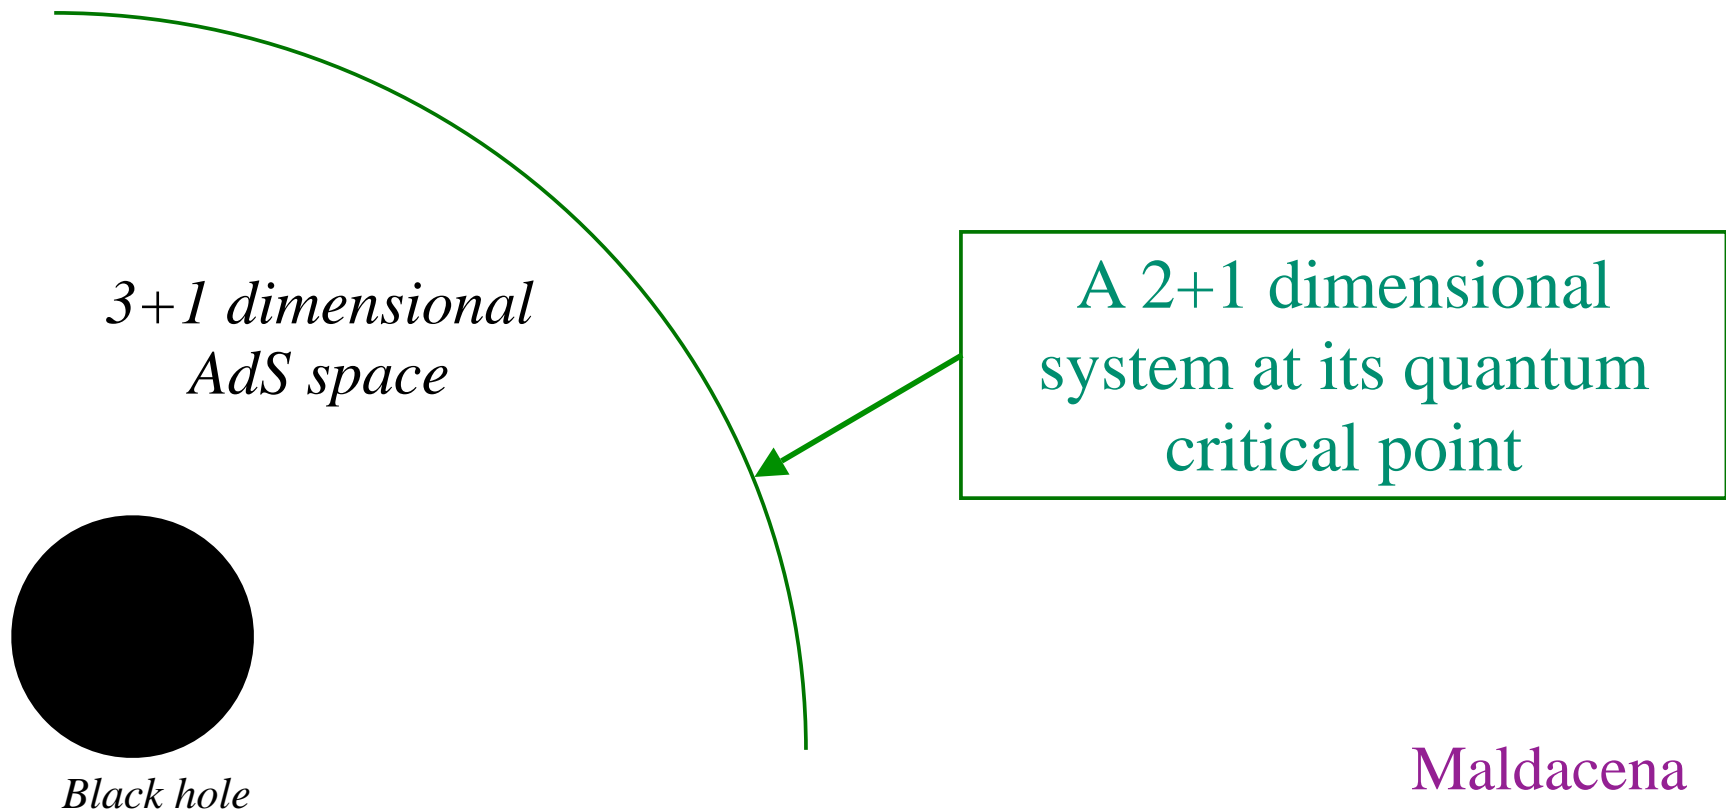 3+1 dimensional
AdS space
A 2+1 dimensional
system at its quantum
critical point
Black hole
Maldacena